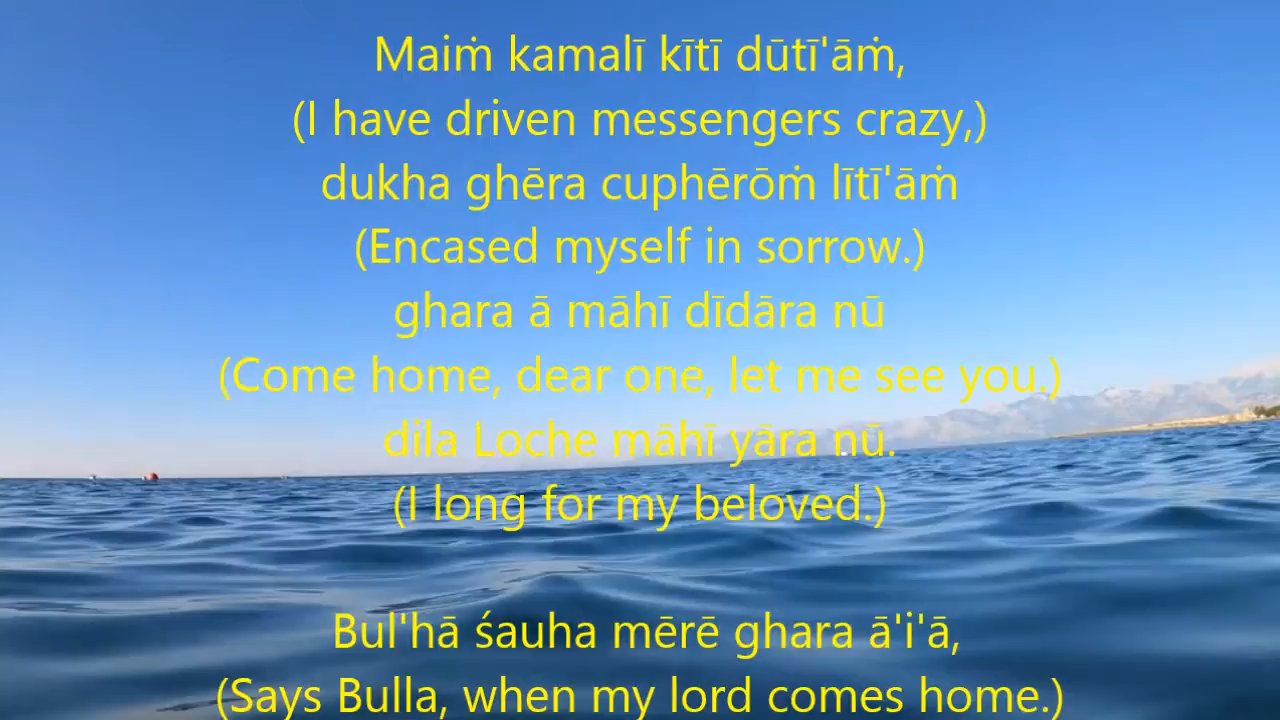 Maiṁ kamalī kītī dūtī'āṁ,
(I have driven messengers crazy,)
dukha ghēra cuphērōṁ lītī'āṁ
(Encased myself in sorrow.)
ghara ā māhī dīdāra nū
(Come home, dear one, let me see you.)
dila Loche māhī yāra nū.
(I long for my beloved.)
Bul'hā śauha mērē ghara ā'i'ā,
(Says Bulla, when my lord comes home.)